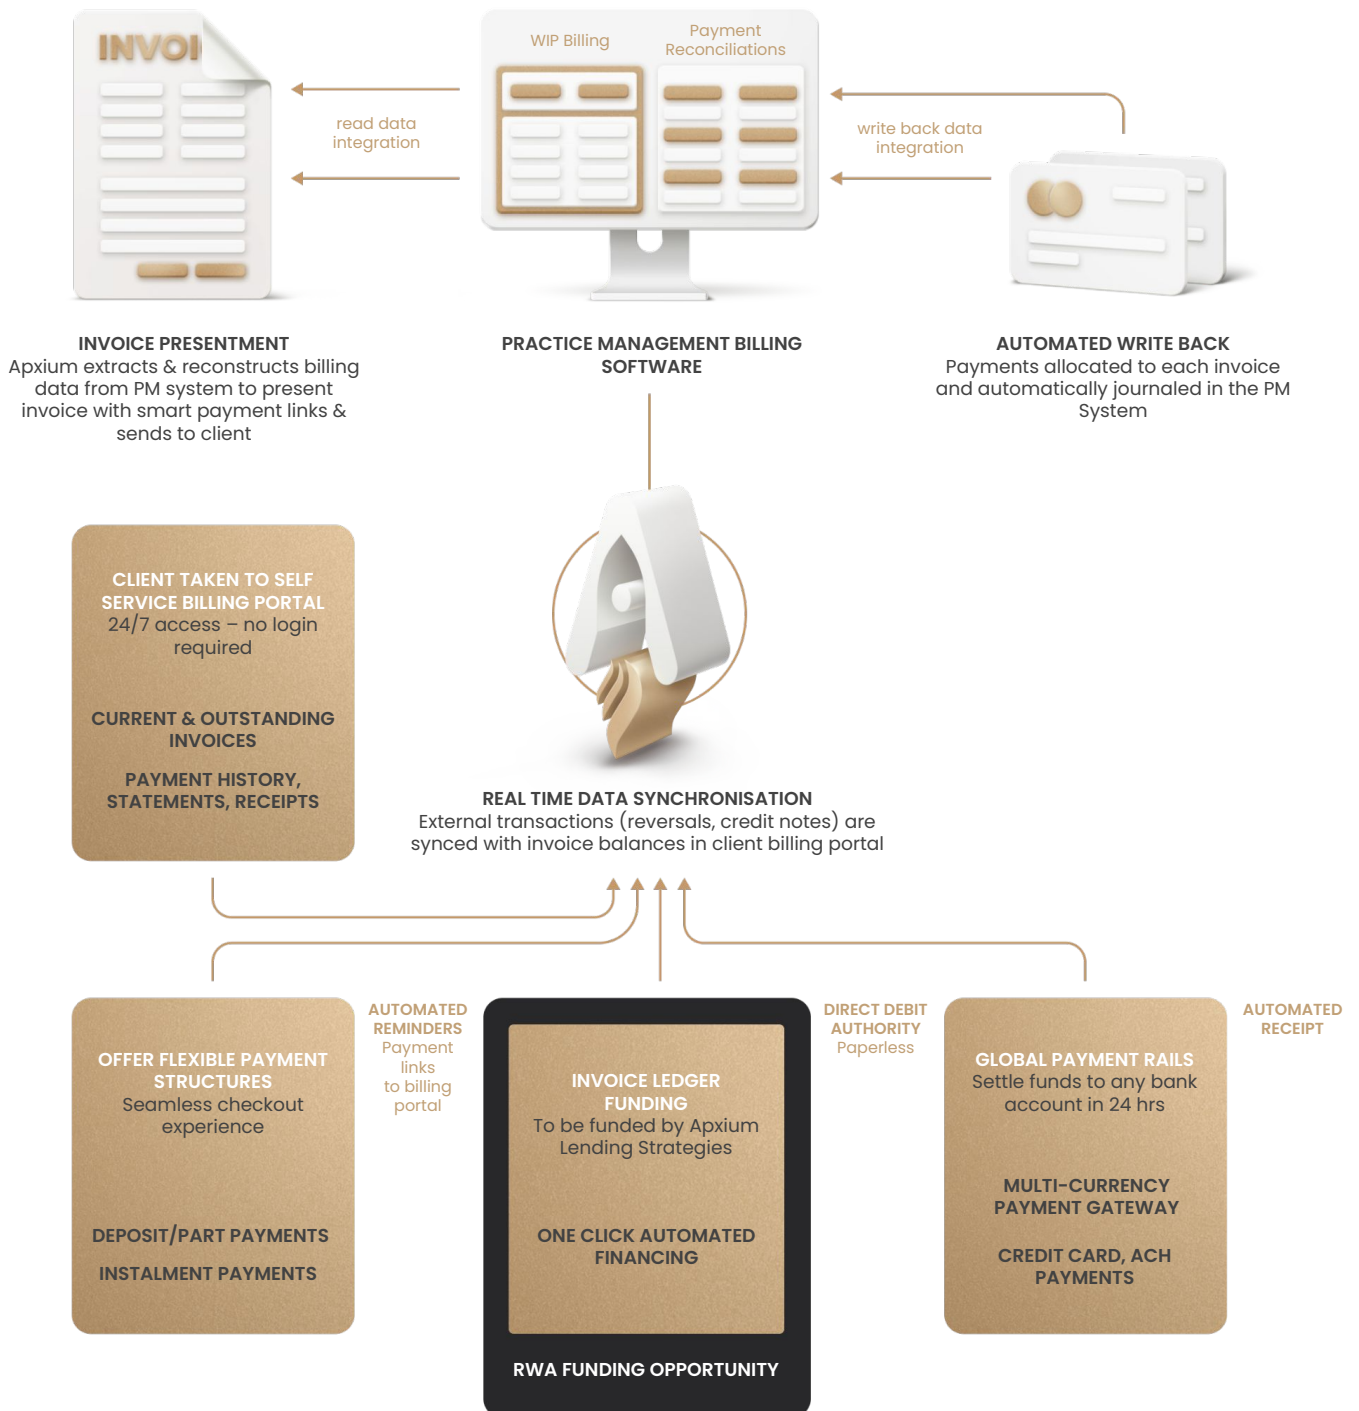 INVOI
WIP Billing
Payment
Reconciliations
read data
integration
write back data
integration
INVOICE PRESENTMENT
Apxium extracts & reconstructs billing
data from PM system to present
invoice with smart payment links &
sends to client
PRACTICE MANAGEMENT BILLING
SOFTWARE
AUTOMATED WRITE BACK
Payments allocated to each invoice
and automatically journaled in the PM
System
CLIENT TAKEN TO SELF
SERVICE BILLING PORTAL
24/7 access – no login
required
CURRENT & OUTSTANDING
INVOICES
PAYMENT HISTORY,
STATEMENTS, RECEIPTS
REAL TIME DATA SYNCHRONISATION
External transactions (reversals, credit notes) are
synced with invoice balances in client billing portal
OFFER FLEXIBLE PAYMENT
STRUCTURES
Seamless checkout
experience
DEPOSIT/PART PAYMENTS
INSTALMENT PAYMENTS
AUTOMATED
REMINDERS
Payment
links
to billing
portal
INVOICE LEDGER
FUNDING
To be funded by Apxium
Lending Strategies
ONE CLICK AUTOMATED
FINANCING
RWA FUNDING OPPORTUNITY
DIRECT DEBIT
AUTHORITY
Paperless
GLOBAL PAYMENT RAILS
Settle funds to any bank
account in 24 hrs
MULTI-CURRENCY
PAYMENT GATEWAY
CREDIT CARD, ACH
PAYMENTS
AUTOMATED
RECEIPT